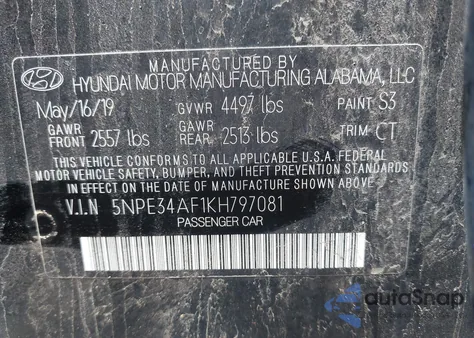 MANUFACTURED BY
HYUNDAI MOTOR MANUFACTURING ALABAMA, LLC
May/16/19 GVWR 4497 lbs PAINT S3
GAWR FRONT 2557 lbs GAWR REAR 2513 lbs TRIM CT
THIS VEHICLE CONFORMS TO ALL APPLICABLE U.S.A. FEDERAL
MOTOR VEHICLE SAFETY, BUMPER, AND THEFT PREVENTION STANDARDS
IN EFFECT ON THE DATE OF MANUFACTURE SHOWN ABOVE.
V.I.N 5NPE34AF1KH797081
PASSENGER CAR
autoSnap